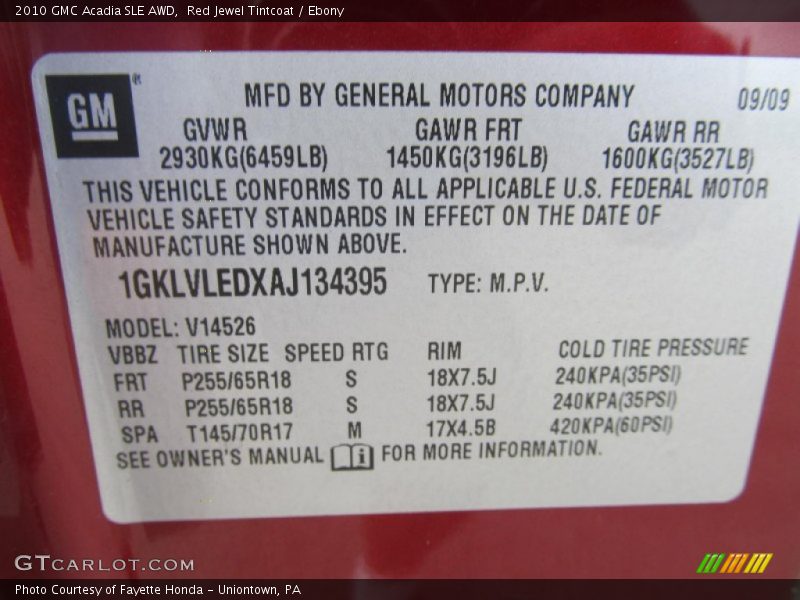 2010 GMC Acadia SLE AWD,  Red Jewel Tintcoat / Ebony
GM®
MFD BY GENERAL MOTORS COMPANY 09/09
GVWR GAWR FRT GAWR RR
2930KG(6459LB) 1450KG(3196LB) 1600KG(3527LB)
THIS VEHICLE CONFORMS TO ALL APPLICABLE U.S. FEDERAL MOTOR
VEHICLE SAFETY STANDARDS IN EFFECT ON THE DATE OF
MANUFACTURE SHOWN ABOVE.
1GKLVLEDXAJ134395 TYPE: M.P.V.
MODEL: V14526
VBBZ TIRE SIZE SPEED RTG RIM COLD TIRE PRESSURE
FRT P255/65R18 S 18X7.5J 240KPA(35PSI)
RR P255/65R18 S 18X7.5J 240KPA(35PSI)
SPA T145/70R17 M 17X4.5B 420KPA(60PSI)
SEE OWNER'S MANUAL i FOR MORE INFORMATION.
GTCARLOT.COM
Photo Courtesy of Fayette Honda - Uniontown, PA